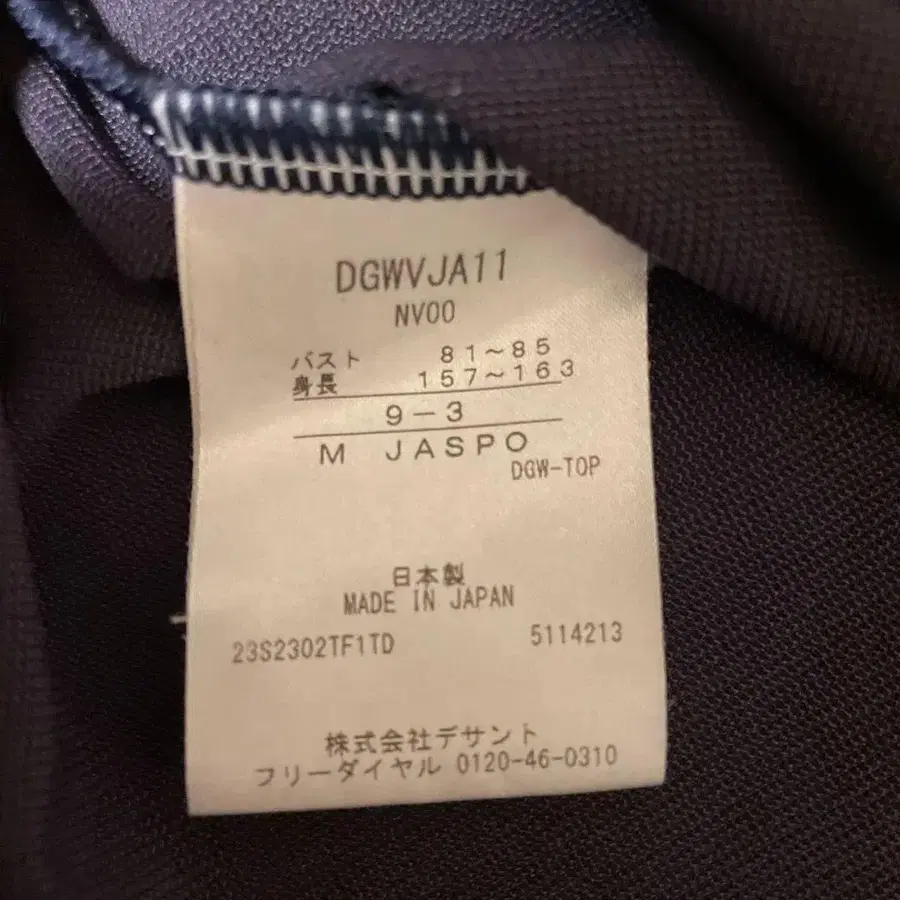 DGWVJA11
NV00
バスト 81～85
身長 157～163
9－3
M JASPO
DGW-TOP
日本製
MADE IN JAPAN
23S2302TF1TD 5114213
株式会社デサント
フリーダイヤル 0120-46-0310